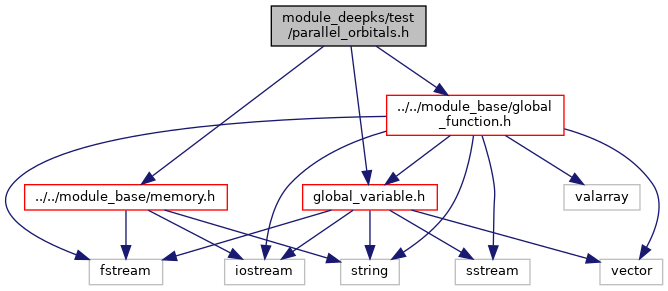 module_deepks/test
/parallel_orbitals.h
../../module_base/global
_function.h
../../module_base/memory.h
global_variable.h
valarray
fstream
iostream
string
sstream
vector